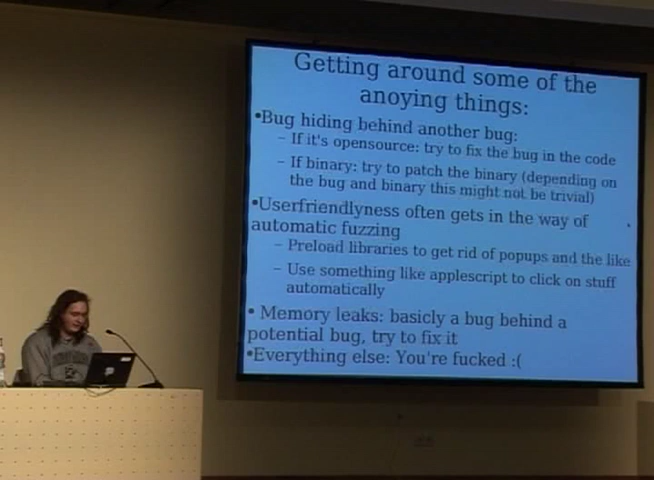 Getting around some of the
anoying things:
•Bug hiding behind another bug:
– If it's opensource: try to fix the bug in the code
– If binary: try to patch the binary (depending on
the bug and binary this might not be trivial)
•Userfriendlyness often gets in the way of
automatic fuzzing
– Preload libraries to get rid of popups and the like
– Use something like applescript to click on stuff
automatically
• Memory leaks: basicly a bug behind a
potential bug, try to fix it
•Everything else: You're fucked :(